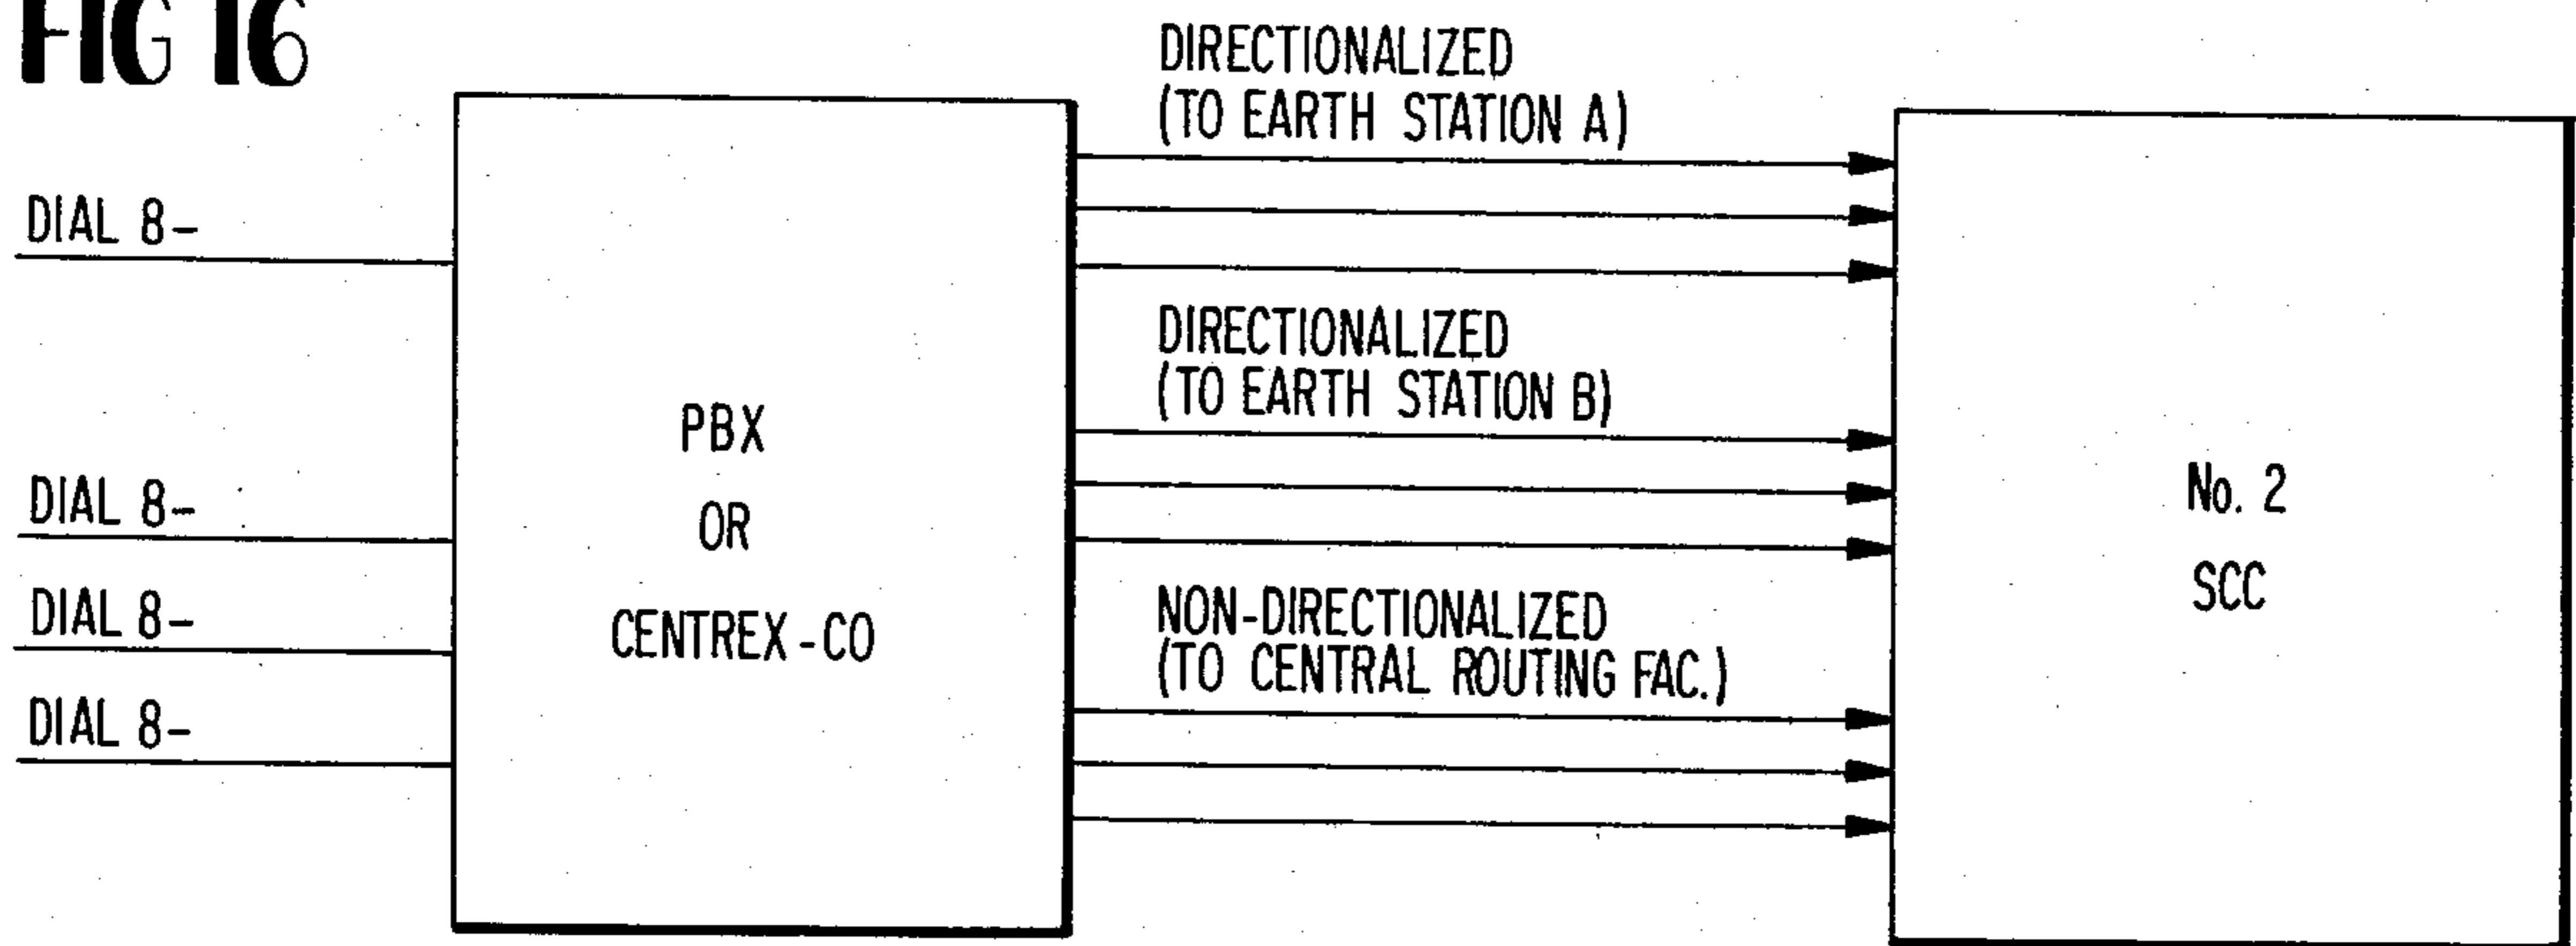 FIG 16
DIRECTIONALIZED
(TO EARTH STATION A)
DIAL 8-
DIRECTIONALIZED
(TO EARTH STATION B)
PBX
OR
CENTREX-CO
DIAL 8-
No. 2
SCC
DIAL 8-
NON-DIRECTIONALIZED
(TO CENTRAL ROUTING FAC.)
DIAL 8-